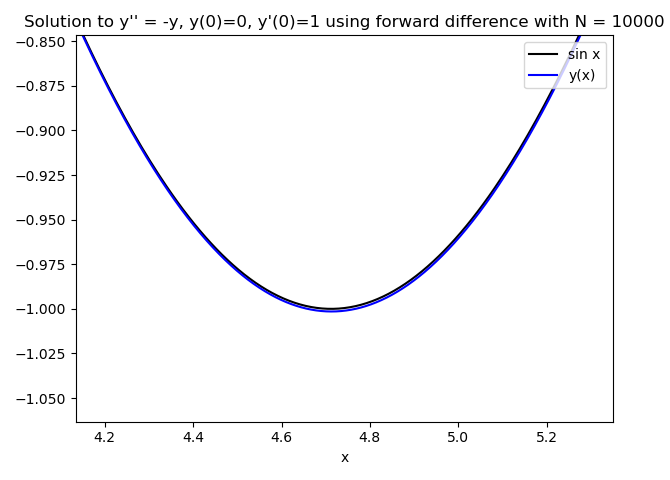 Solution to y'' = -y, y(0)=0, y'(0)=1 using forward difference with N = 10000
−0.850
−0.875
−0.900
−0.925
−0.950
−0.975
−1.000
−1.025
−1.050
sin x
y(x)
4.2 4.4 4.6 4.8 5.0 5.2
x